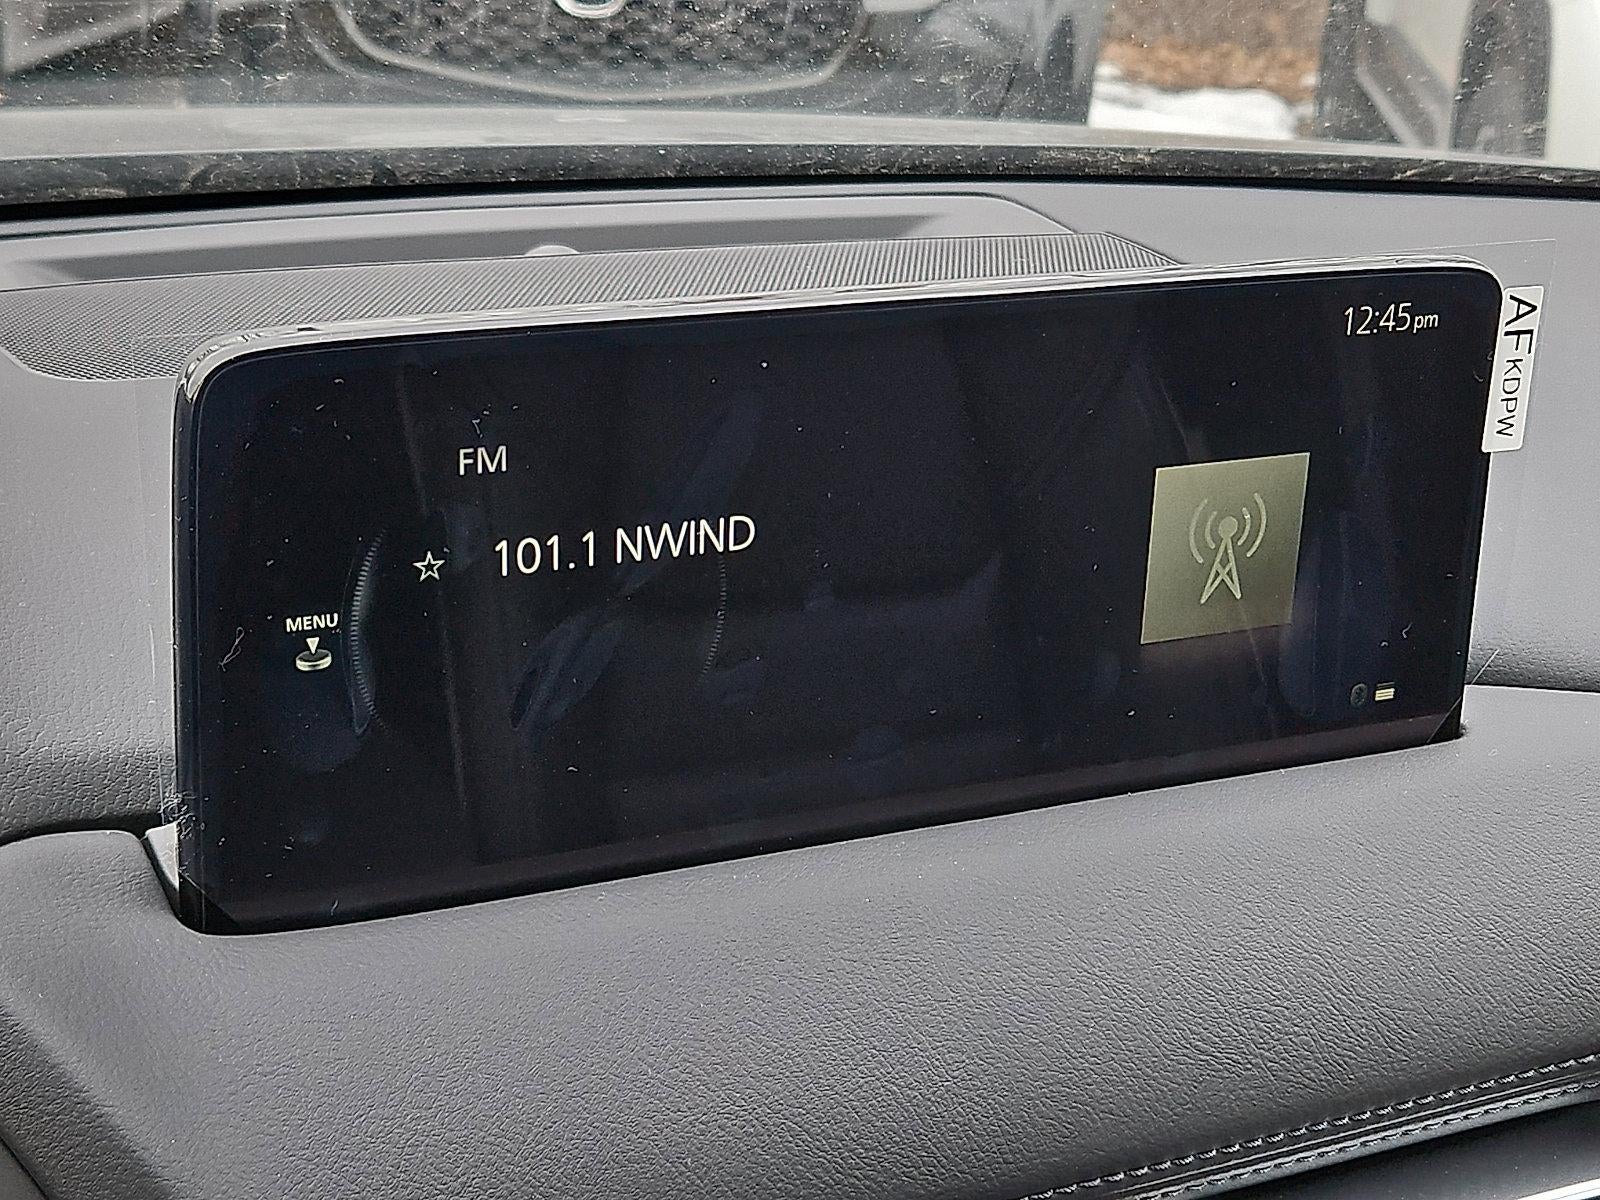 12:45pm
FM
101.1 NWIND
MENU
AF KDPW